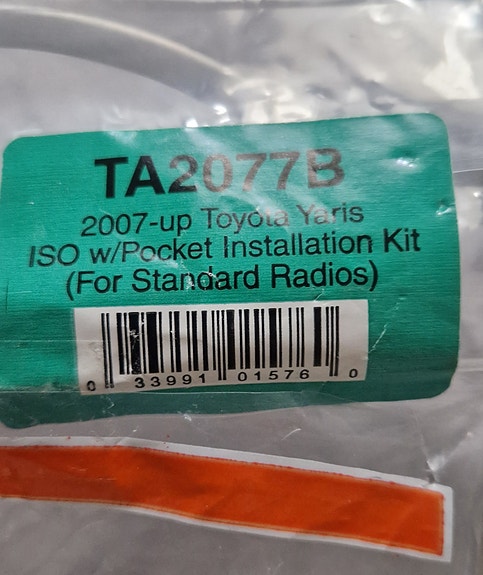 TA2077B
2007-up Toyota Yaris
ISO w/Pocket Installation Kit
(For Standard Radios)
0 33991 01576 0